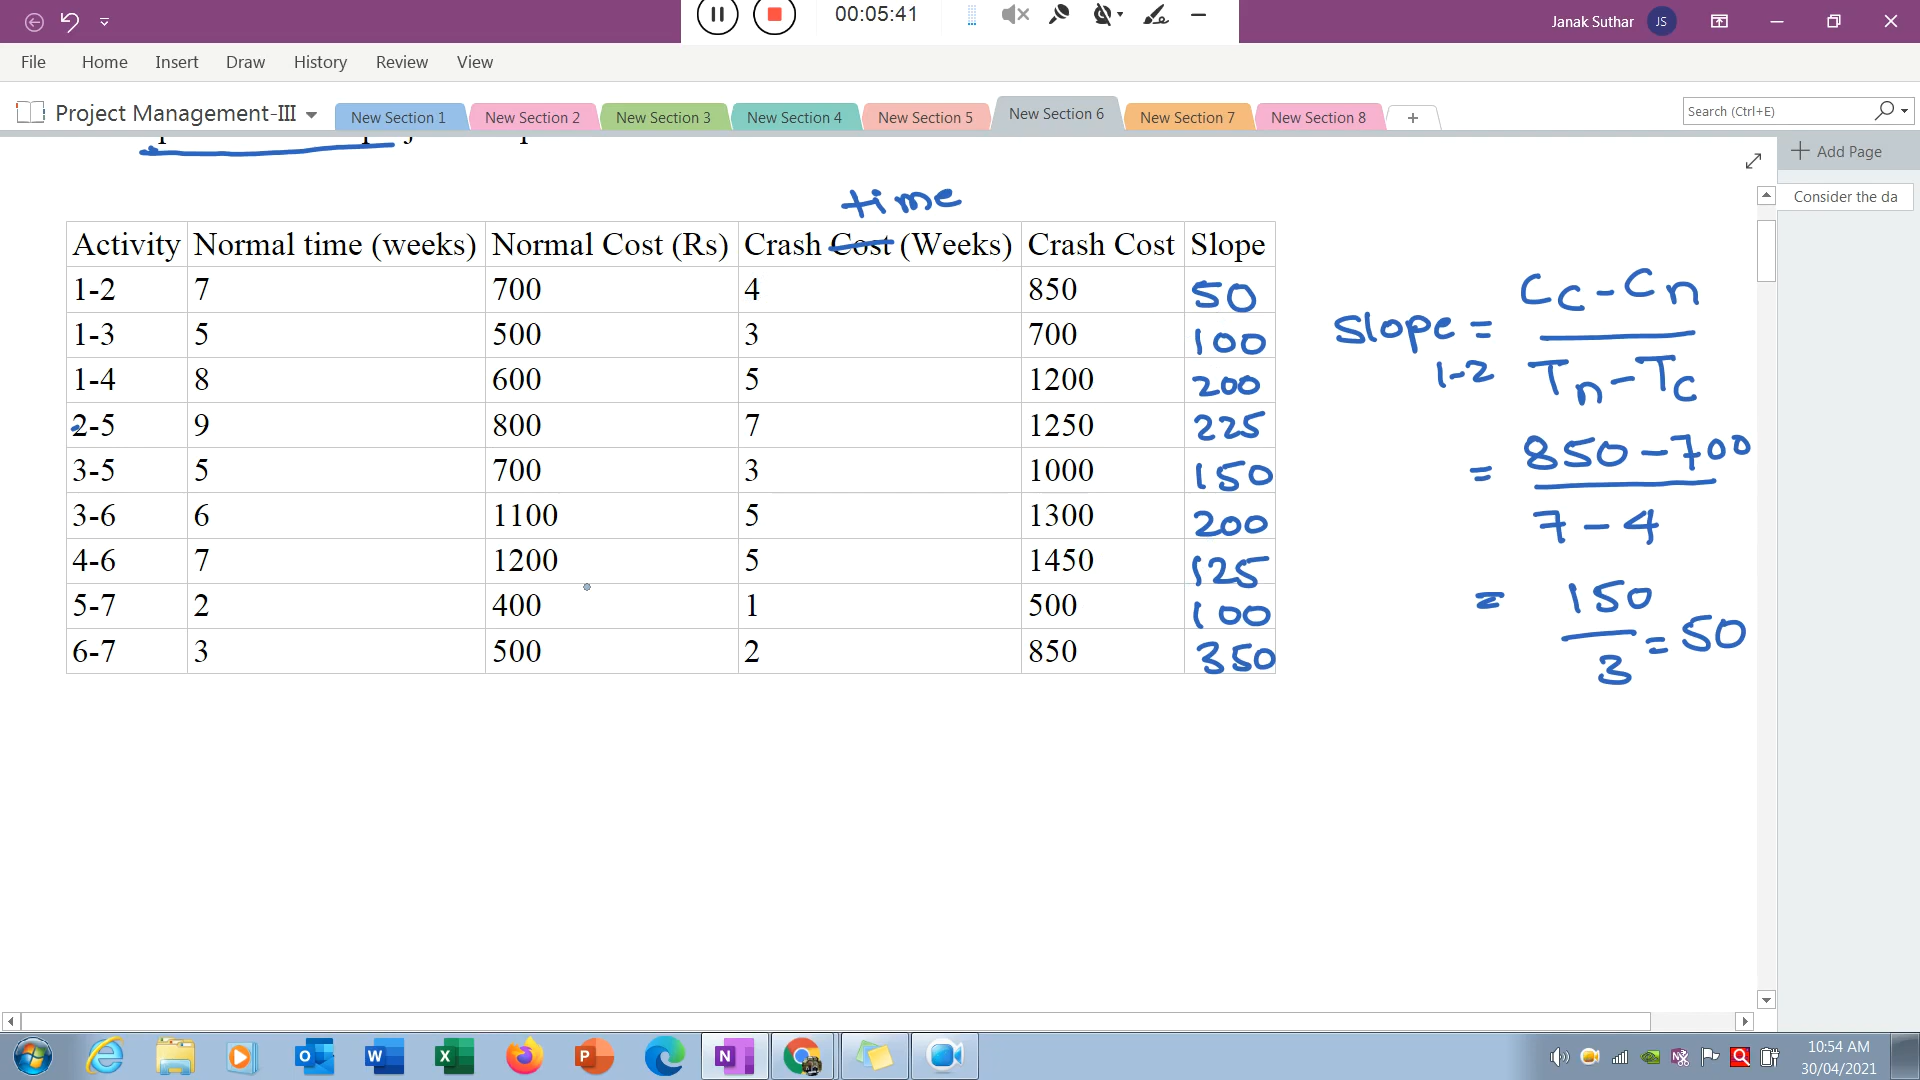 00:05:41
Janak Suthar JS
File Home Insert Draw History Review View
Project Management-III New Section 1 New Section 2 New Section 3 New Section 4 New Section 5 New Section 6 New Section 7 New Section 8 + Search (Ctrl+E)
Add Page
Consider the da
time
Activity Normal time (weeks) Normal Cost (Rs) Crash Cost (Weeks) Crash Cost Slope
1-2 7 700 4 850 50
1-3 5 500 3 700 100
1-4 8 600 5 1200 200
2-5 9 800 7 1250 225
3-5 5 700 3 1000 150
3-6 6 1100 5 1300 200
4-6 7 1200 5 1450 125
5-7 2 400 1 500 100
6-7 3 500 2 850 350
Cc - Cn
Slope =
1-2 Tn - Tc
850 - 700
=
7 - 4
= 150
3 = 50
10:54 AM
30/04/2021